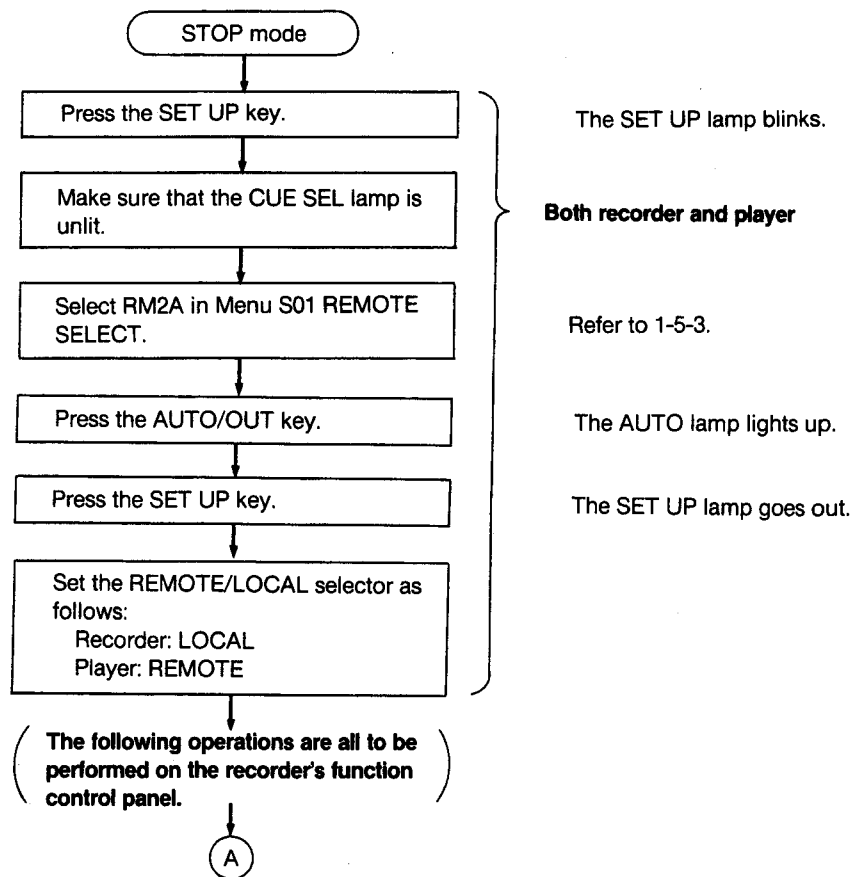 STOP mode
Press the SET UP key.
The SET UP lamp blinks.
Make sure that the CUE SEL lamp is
unlit.
Both recorder and player
Select RM2A in Menu S01 REMOTE
SELECT.
Refer to 1-5-3.
Press the AUTO/OUT key.
The AUTO lamp lights up.
Press the SET UP key.
The SET UP lamp goes out.
Set the REMOTE/LOCAL selector as
follows:
Recorder: LOCAL
Player: REMOTE
The following operations are all to be
performed on the recorder's function
control panel.
A